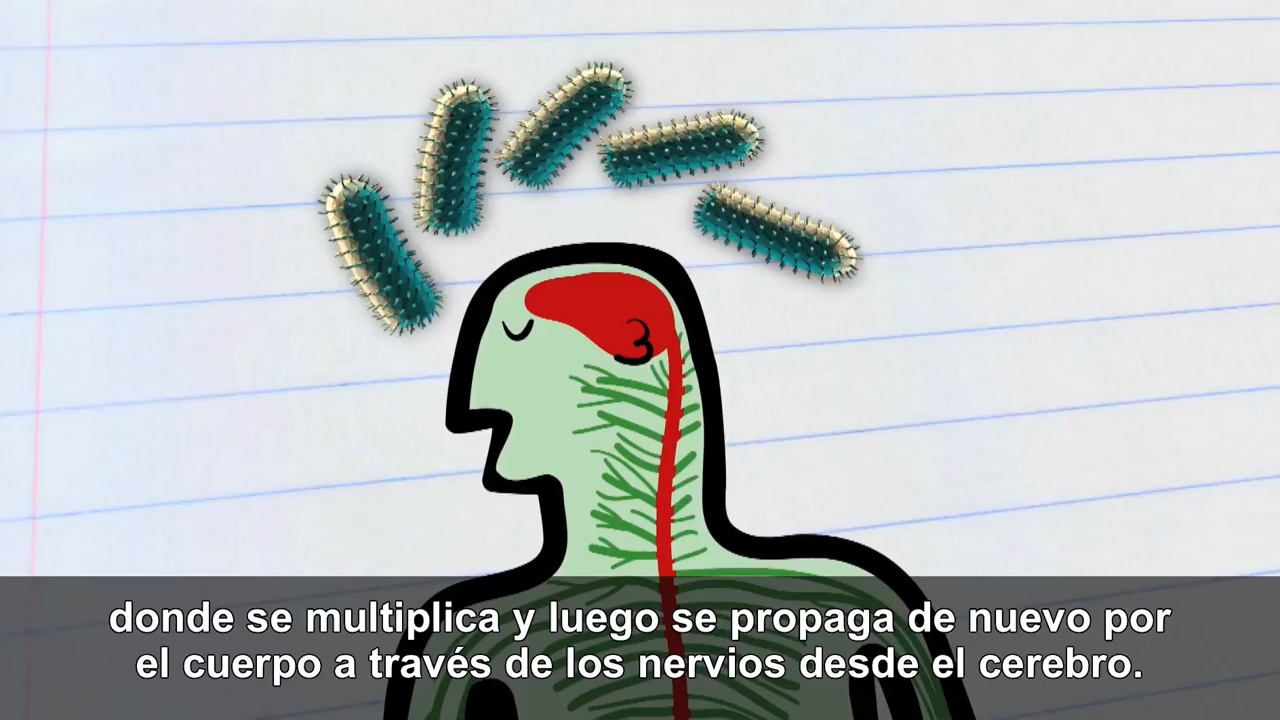 donde se multiplica y luego se propaga de nuevo por
el cuerpo a través de los nervios desde el cerebro.